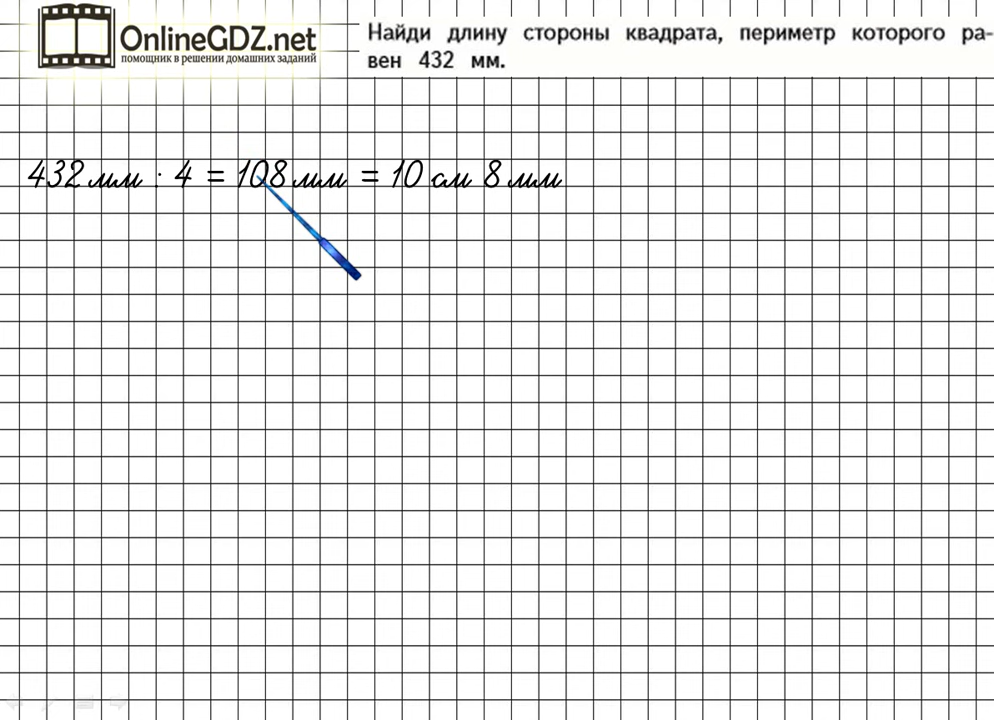 OnlineGDZ.net
помощник в решении домашних заданий
Найди длину стороны квадрата, периметр которого ра-
вен 432 мм.
432 мм : 4 = 108 мм = 10 см 8 мм